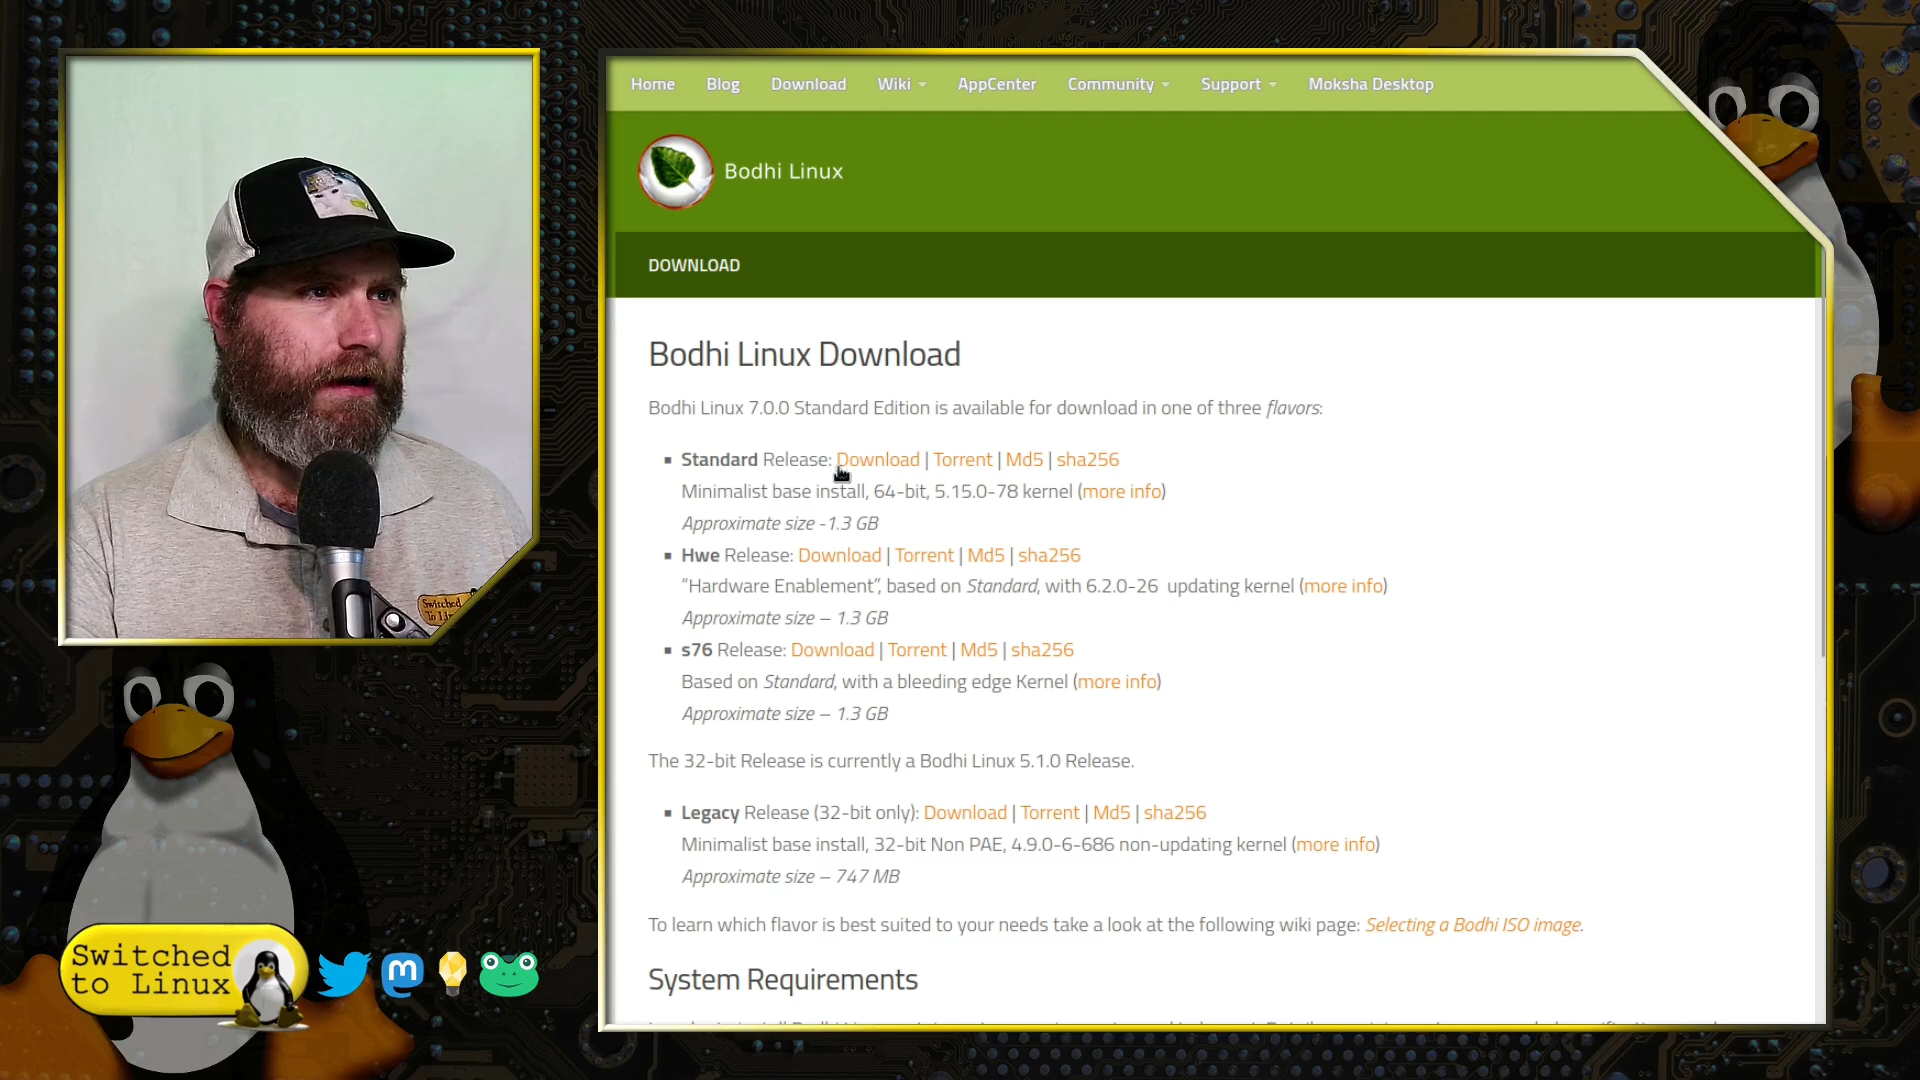 Home Blog Download Wiki AppCenter Community Support Moksha Desktop
Bodhi Linux
DOWNLOAD
Bodhi Linux Download
Bodhi Linux 7.0.0 Standard Edition is available for download in one of three flavors:
Standard Release: Download | Torrent | Md5 | sha256
Minimalist base install, 64-bit, 5.15.0-78 kernel (more info)
Approximate size -1.3 GB
Hwe Release: Download | Torrent | Md5 | sha256
"Hardware Enablement", based on Standard, with 6.2.0-26 updating kernel (more info)
Approximate size – 1.3 GB
s76 Release: Download | Torrent | Md5 | sha256
Based on Standard, with a bleeding edge Kernel (more info)
Approximate size – 1.3 GB
The 32-bit Release is currently a Bodhi Linux 5.1.0 Release.
Legacy Release (32-bit only): Download | Torrent | Md5 | sha256
Minimalist base install, 32-bit Non PAE, 4.9.0-6-686 non-updating kernel (more info)
Approximate size – 747 MB
To learn which flavor is best suited to your needs take a look at the following wiki page: Selecting a Bodhi ISO image.
System Requirements
Switched
To
Switched
to Linux